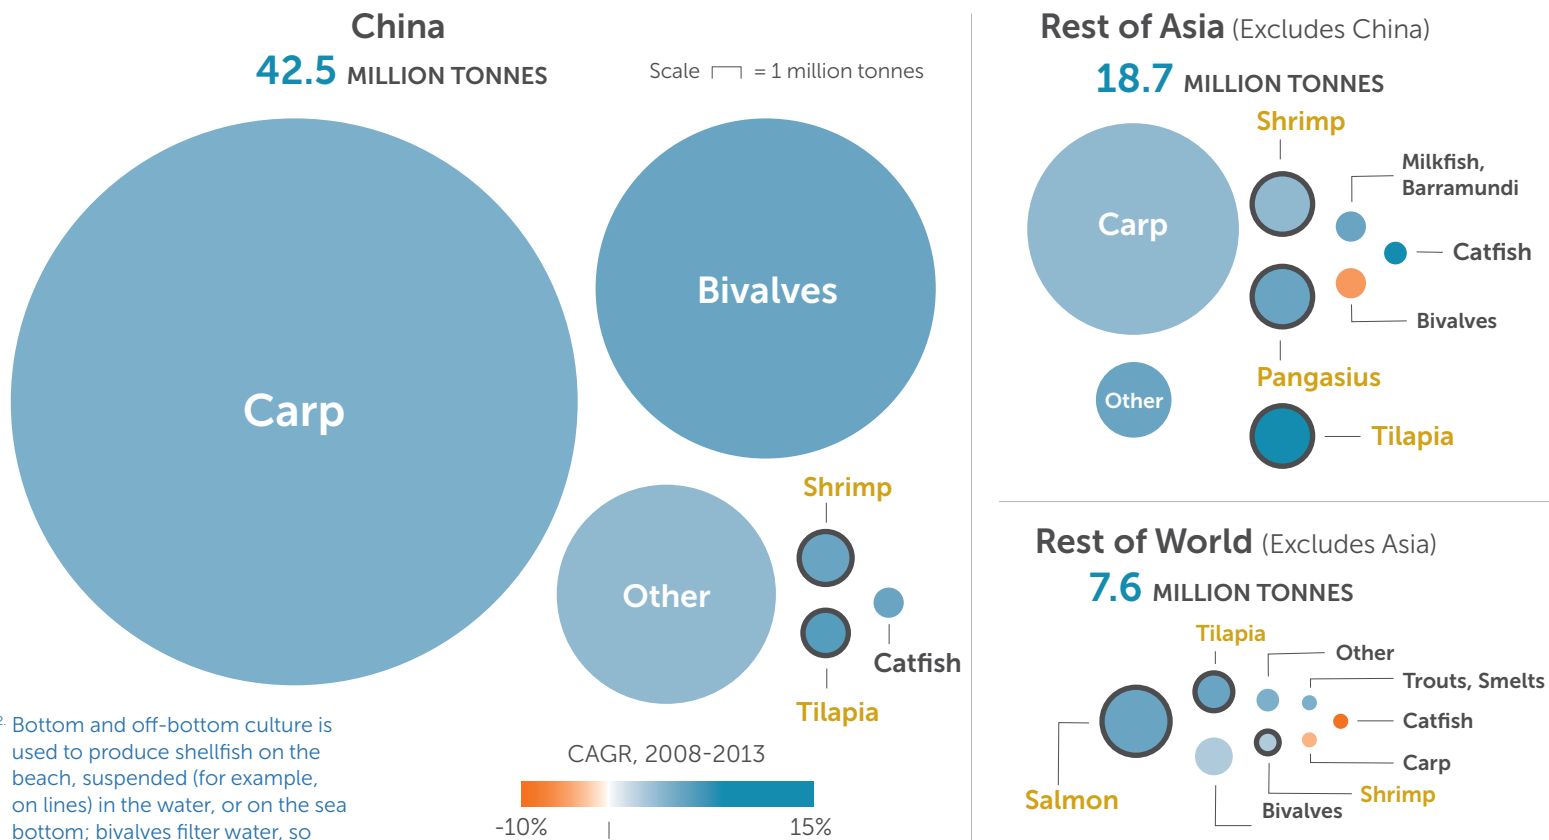 China
42.5 MILLION TONNES
Scale = 1 million tonnes
Carp
Bivalves
Other
Shrimp
Tilapia
Catfish
2. Bottom and off-bottom culture is
used to produce shellfish on the
beach, suspended (for example,
on lines) in the water, or on the sea
bottom; bivalves filter water, so
CAGR, 2008-2013
-10%
15%
Rest of Asia (Excludes China)
18.7 MILLION TONNES
Carp
Other
Shrimp
Milkfish,
Barramundi
Catfish
Bivalves
Pangasius
Tilapia
Rest of World (Excludes Asia)
7.6 MILLION TONNES
Tilapia
Other
Trouts, Smelts
Catfish
Carp
Shrimp
Bivalves
Salmon